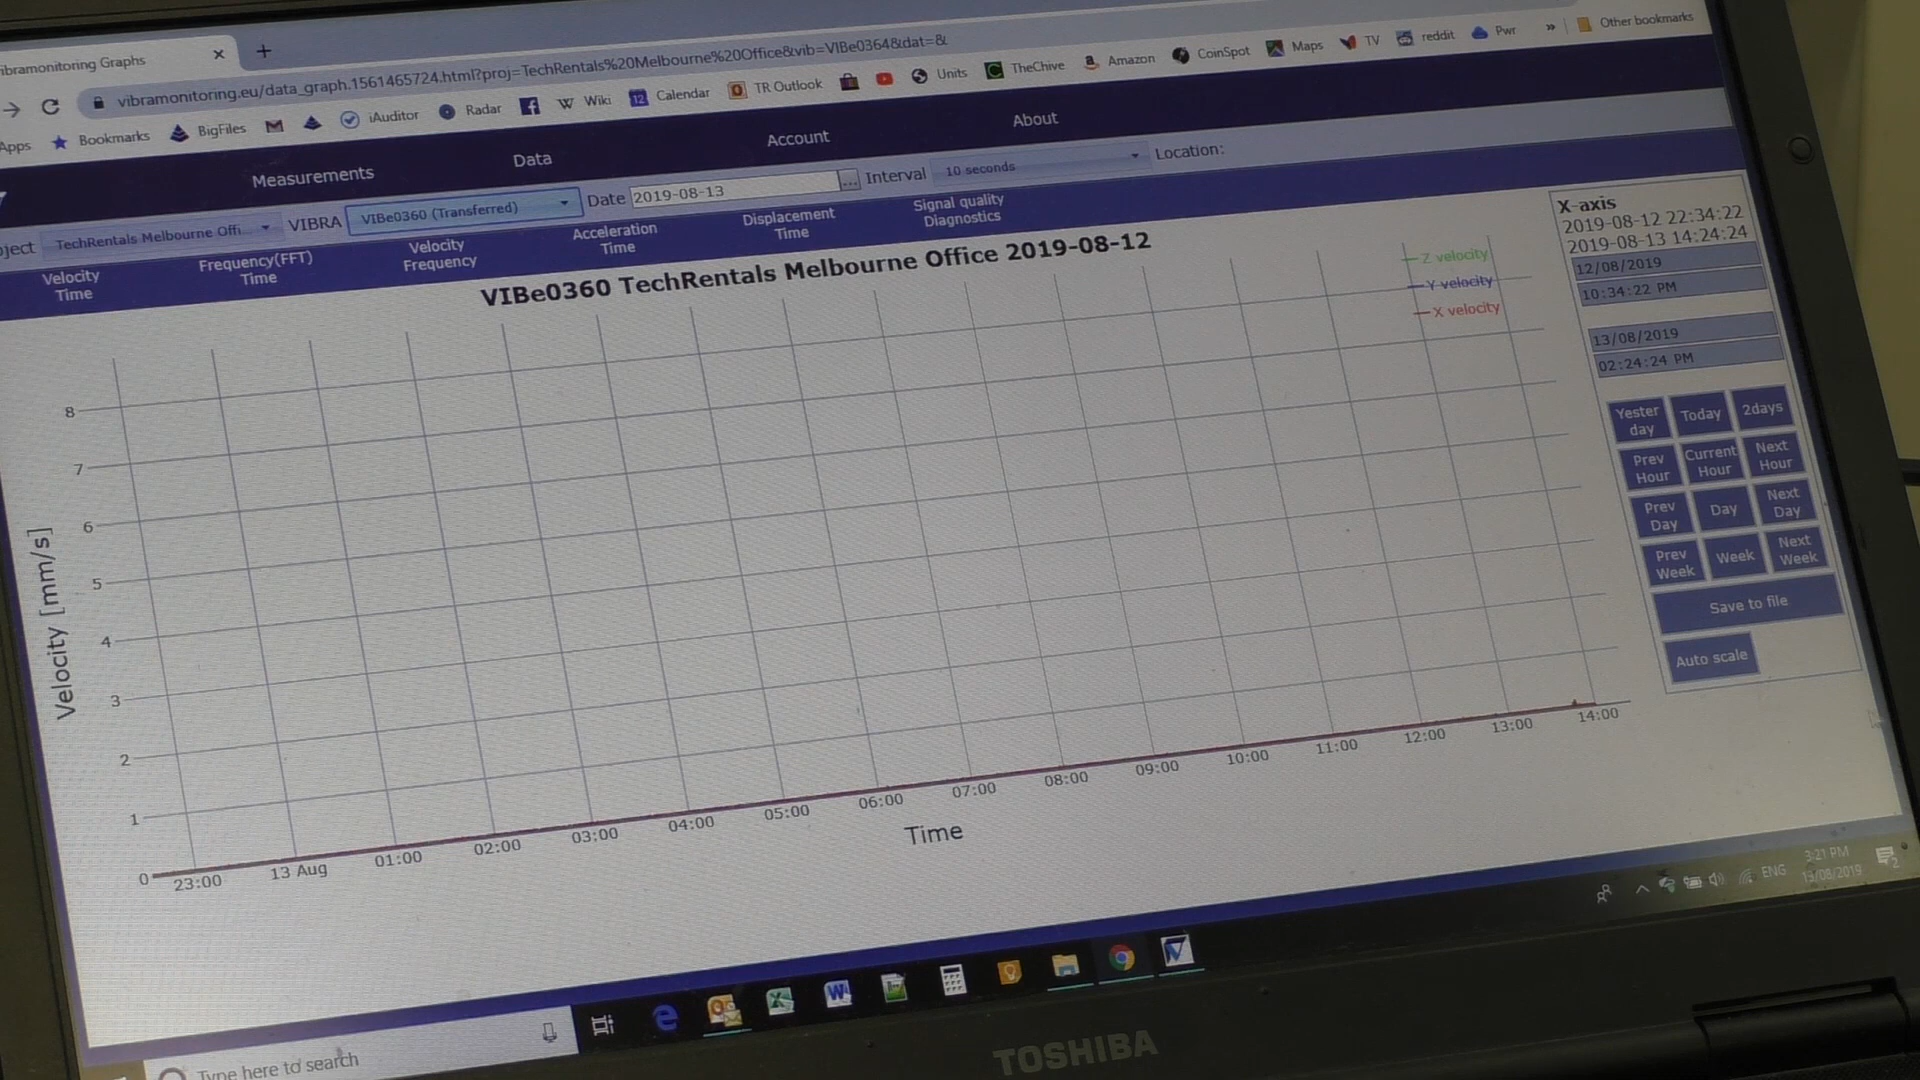 ibramonitoring Graphs
vibramonitoring.eu/data_graph.1561465724.html?proj=TechRentals%20Melbourne%20Office&vib=VIBe0364&dat=&
Apps Bookmarks BigFiles iAuditor Radar Wiki 12 Calendar TR Outlook Units TheChive Amazon CoinSpot Maps TV reddit Pwr » Other bookmarks
Measurements Data Account About
oject TechRentals Melbourne Offi... VIBRA VIBe0360 (Transferred) Date 2019-08-13 ... Interval 10 seconds Location:
Velocity
Time
Frequency(FFT)
Time
Velocity
Frequency
Acceleration
Time
Displacement
Time
Signal quality
Diagnostics
VIBe0360 TechRentals Melbourne Office 2019-08-12
Z velocity
Y velocity
X velocity
Velocity [mm/s]
8
7
6
5
4
3
2
1
0
23:00 13 Aug 01:00 02:00 03:00 04:00 05:00 06:00 07:00 08:00 09:00 10:00 11:00 12:00 13:00 14:00
Time
X-axis
2019-08-12 22:34:22
2019-08-13 14:24:24
12/08/2019
10:34:22 PM
13/08/2019
02:24:24 PM
Yester
day
Today
2days
Prev
Hour
Current
Hour
Next
Hour
Prev
Day
Day
Next
Day
Prev
Week
Week
Next
Week
Save to file
Auto scale
ENG
3:21 PM
13/08/2019
2
Type here to search
TOSHIBA